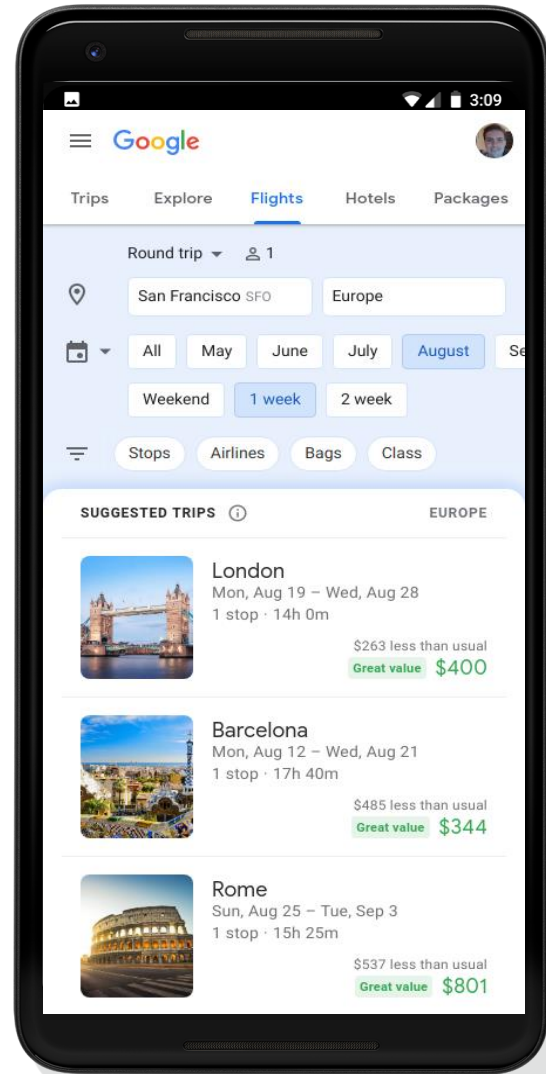 3:09
Google
Trips Explore Flights Hotels Packages
Round trip 1
San Francisco SFO Europe
All May June July August Se
Weekend 1 week 2 week
Stops Airlines Bags Class
SUGGESTED TRIPS EUROPE
London
Mon, Aug 19 – Wed, Aug 28
1 stop · 14h 0m
$263 less than usual
Great value $400
Barcelona
Mon, Aug 12 – Wed, Aug 21
1 stop · 17h 40m
$485 less than usual
Great value $344
Rome
Sun, Aug 25 – Tue, Sep 3
1 stop · 15h 25m
$537 less than usual
Great value $801